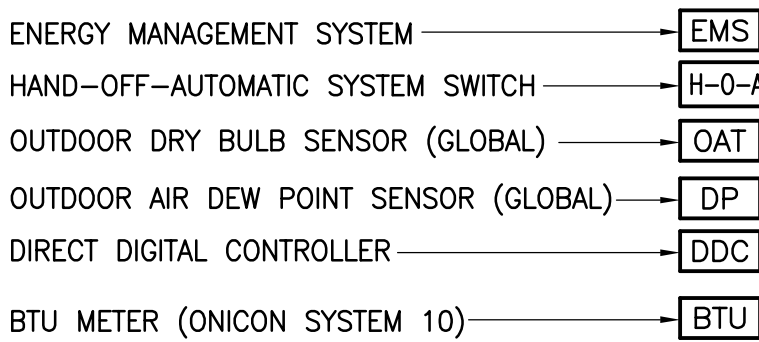 ENERGY MANAGEMENT SYSTEM EMS
HAND-OFF-AUTOMATIC SYSTEM SWITCH H-O-A
OUTDOOR DRY BULB SENSOR (GLOBAL) OAT
OUTDOOR AIR DEW POINT SENSOR (GLOBAL) DP
DIRECT DIGITAL CONTROLLER DDC
BTU METER (ONICON SYSTEM 10) BTU